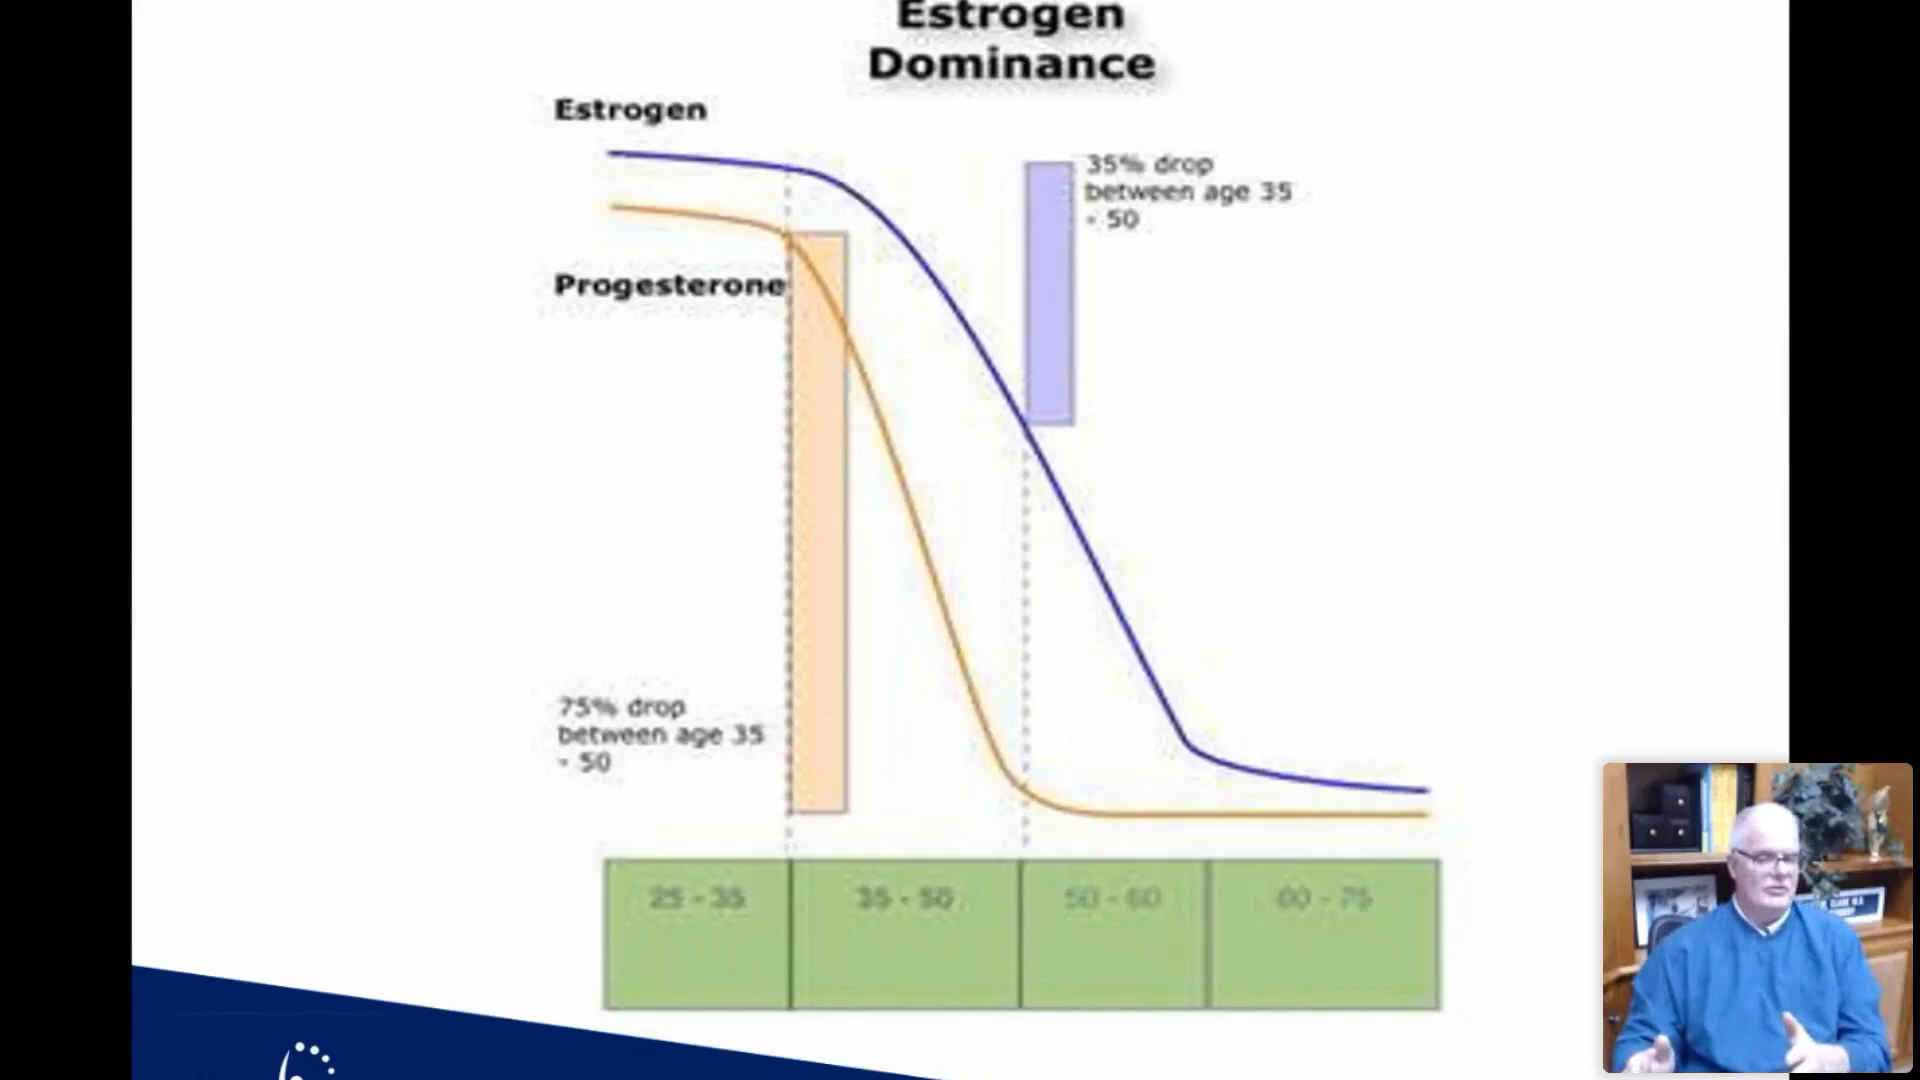 Estrogen
Dominance
Estrogen
35% drop
between age 35
- 50
Progesterone
75% drop
between age 35
- 50
25 - 35
35 - 50
50 - 60
60 - 75